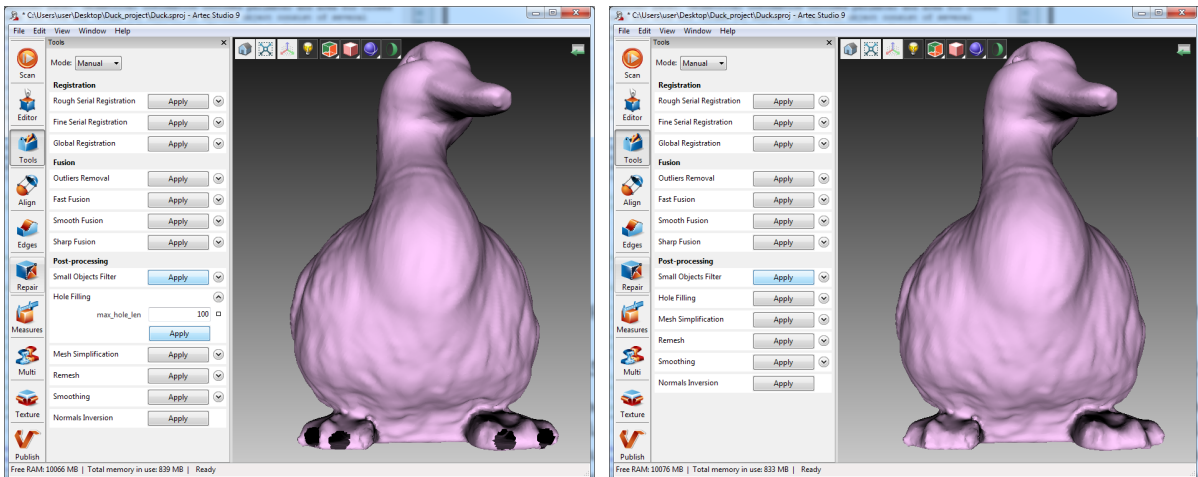 * C:\Users\user\Desktop\Duck_project\Duck.sproj - Artec Studio 9
File Edit View Window Help
Tools
Mode: Manual
Scan
Registration
Rough Serial Registration Apply
Editor
Fine Serial Registration Apply
Global Registration Apply
Tools
Fusion
Outliers Removal Apply
Align
Fast Fusion Apply
Smooth Fusion Apply
Edges
Sharp Fusion Apply
Post-processing
Small Objects Filter Apply
Repair
Hole Filling
max_hole_len 100
Measures
Apply
Mesh Simplification Apply
Multi
Remesh Apply
Smoothing Apply
Texture
Normals Inversion Apply
Publish
Free RAM: 10066 MB | Total memory in use: 839 MB | Ready
* C:\Users\user\Desktop\Duck_project\Duck.sproj - Artec Studio 9
File Edit View Window Help
Tools
Mode: Manual
Scan
Registration
Rough Serial Registration Apply
Editor
Fine Serial Registration Apply
Global Registration Apply
Tools
Fusion
Outliers Removal Apply
Align
Fast Fusion Apply
Smooth Fusion Apply
Edges
Sharp Fusion Apply
Post-processing
Small Objects Filter Apply
Repair
Hole Filling Apply
Mesh Simplification Apply
Measures
Remesh Apply
Smoothing Apply
Multi
Normals Inversion Apply
Texture
Publish
Free RAM: 10076 MB | Total memory in use: 833 MB | Ready